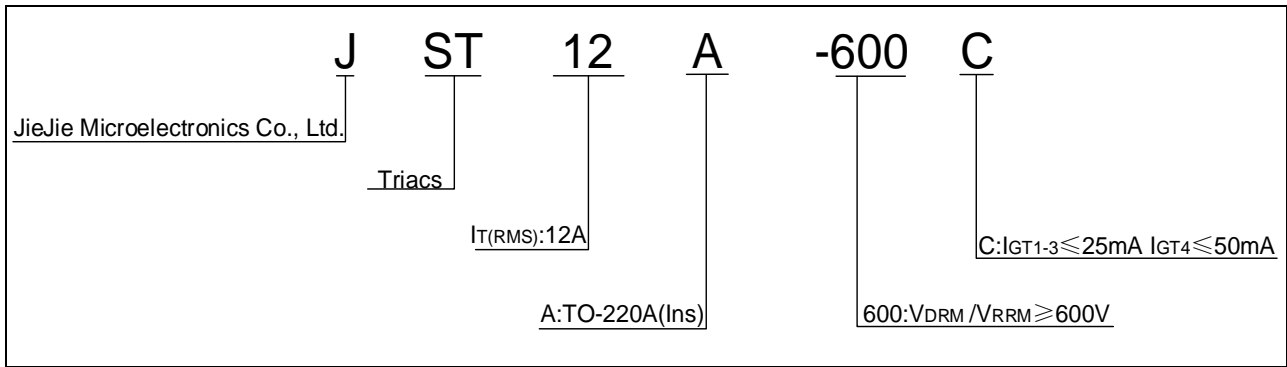 J ST 12 A -600 C
JieJie Microelectronics Co., Ltd.
Triacs
IT(RMS):12A
C:IGT1-3≤25mA IGT4≤50mA
A:TO-220A(Ins)
600:VDRM/VRRM≥600V